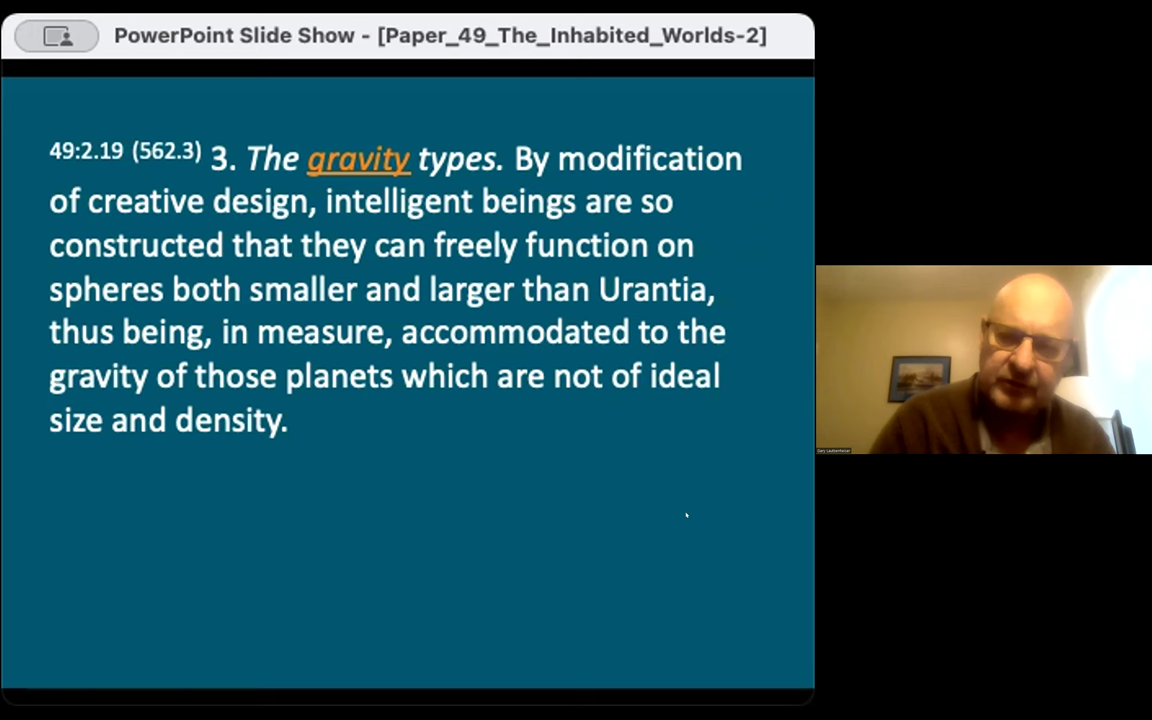 PowerPoint Slide Show - [Paper_49_The_Inhabited_Worlds-2]
49:2.19 (562.3) 3. The gravity types. By modification
of creative design, intelligent beings are so
constructed that they can freely function on
spheres both smaller and larger than Urantia,
thus being, in measure, accommodated to the
gravity of those planets which are not of ideal
size and density.